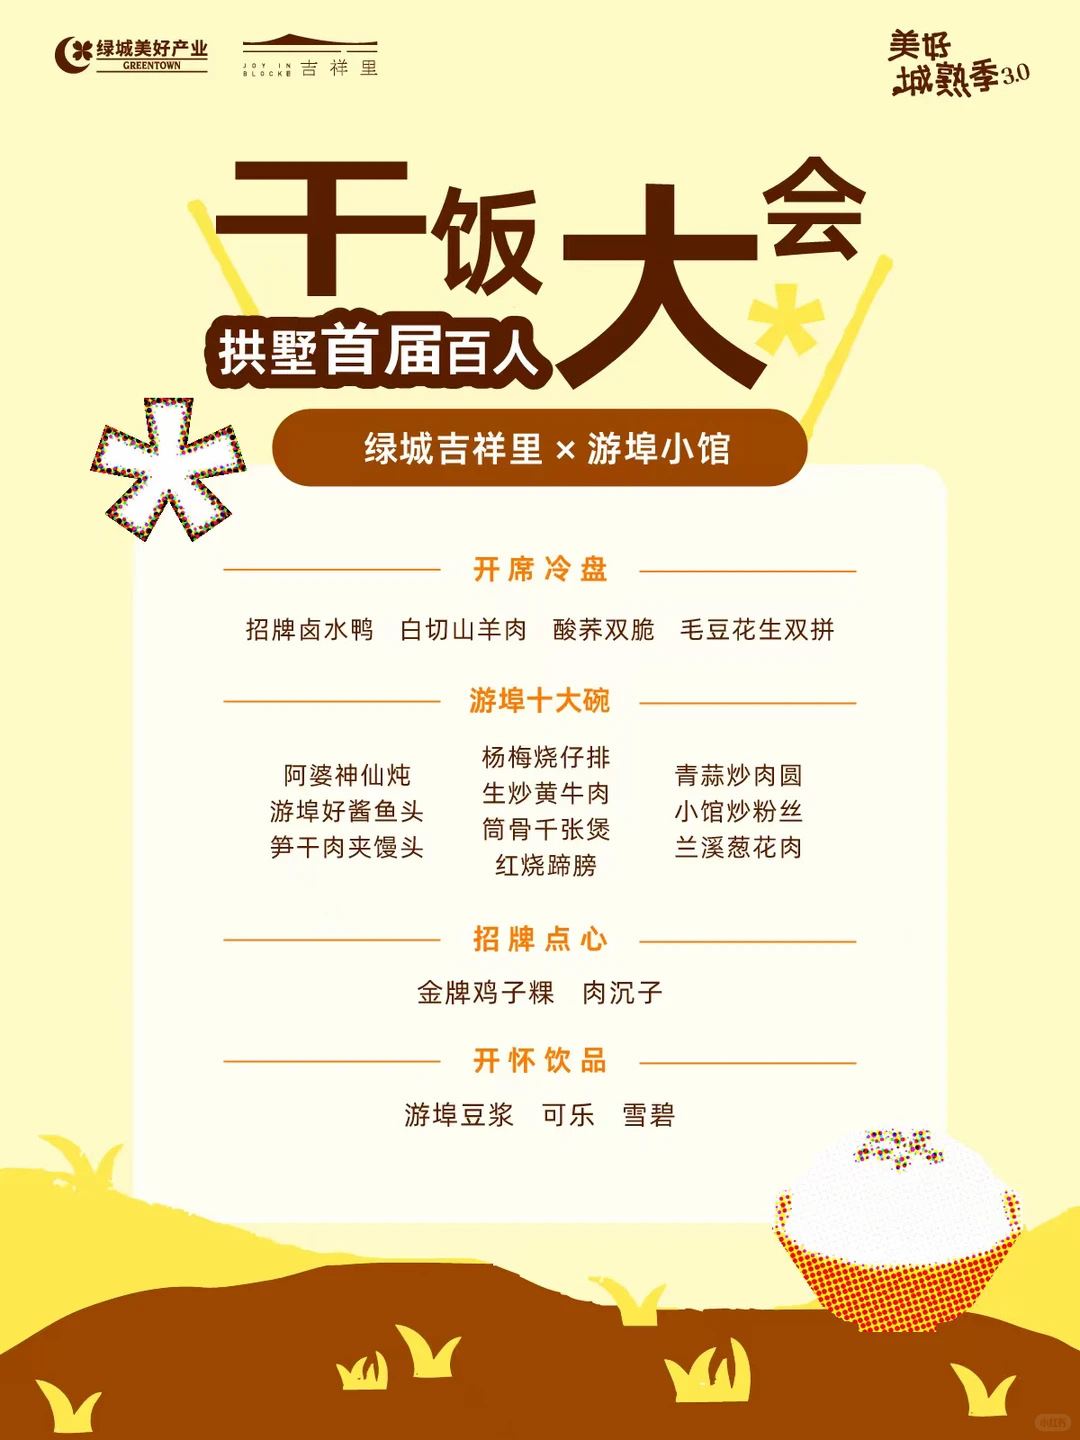 绿城美好产业
GREENTOWN
JOY IN
BLOCKE
吉祥里
美好
城熟季3.0
干饭大会
拱墅首届百人
绿城吉祥里×游埠小馆
开席冷盘
招牌卤水鸭 白切山羊肉 酸荞双脆 毛豆花生双拼
游埠十大碗
阿婆神仙炖
游埠好酱鱼头
笋干肉夹馒头
杨梅烧仔排
生炒黄牛肉
筒骨千张煲
红烧蹄膀
青蒜炒肉圆
小馆炒粉丝
兰溪葱花肉
招牌点心
金牌鸡子粿 肉沉子
开怀饮品
游埠豆浆 可乐 雪碧
小红书